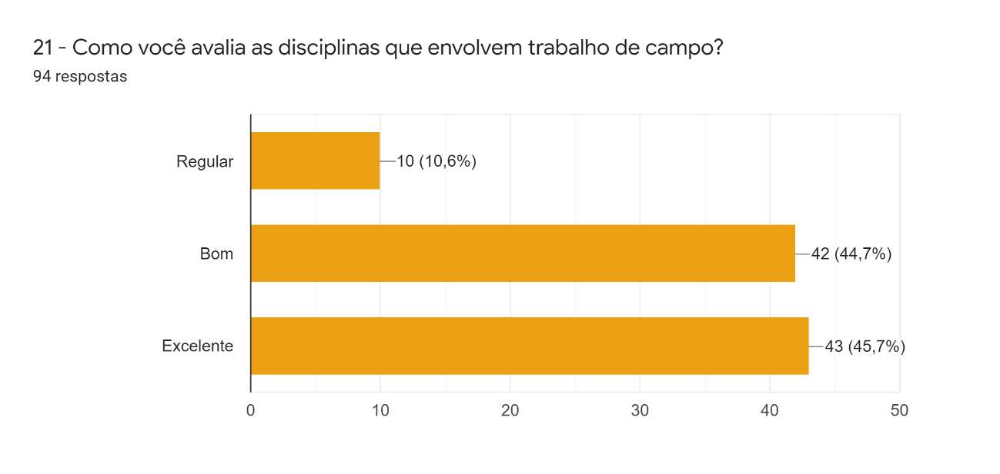 21 - Como você avalia as disciplinas que envolvem trabalho de campo?
94 respostas
Regular
10 (10,6%)
Bom
42 (44,7%)
Excelente
43 (45,7%)
0 10 20 30 40 50